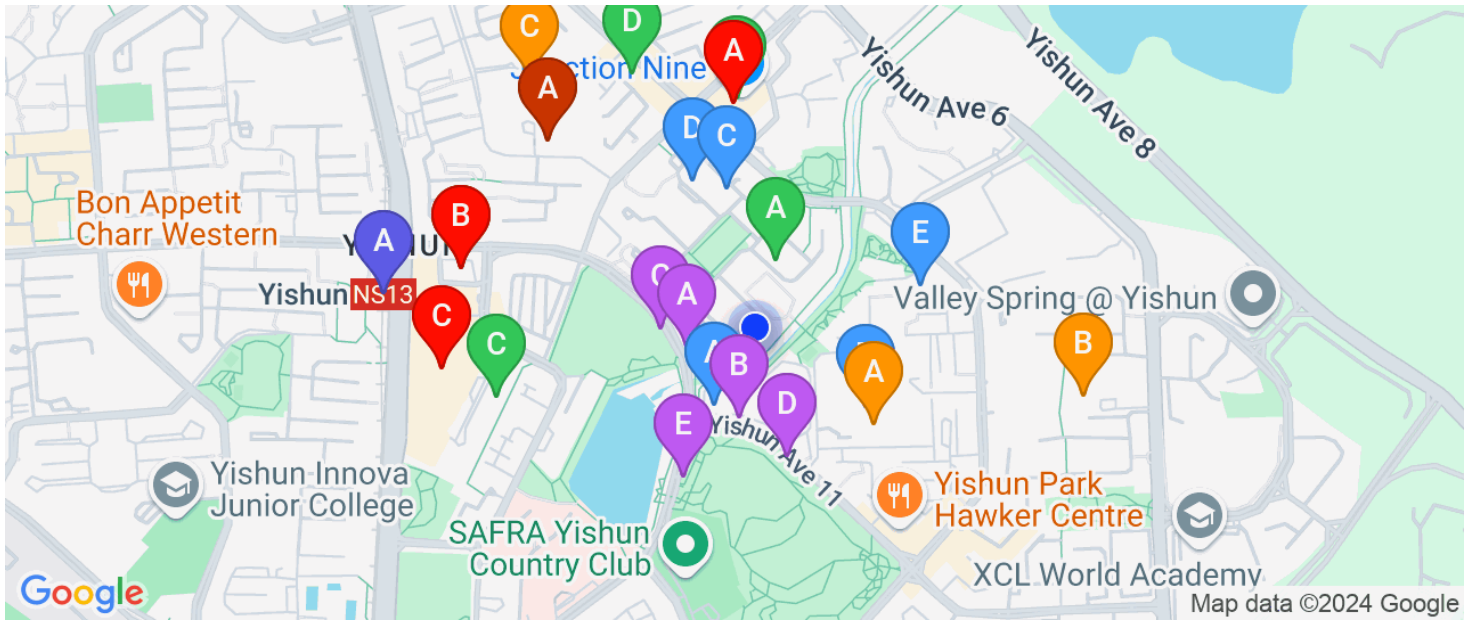 C
D
A
Junction Nine
A
Yishun Ave 6
Yishun Ave 8
D
C
Bon Appetit
Charr Western
B
A
A
E
YISHUN
Yishun NS13
C
A
Valley Spring @ Yishun
C
C
A
B
A
B
D
E
Yishun Ave 11
Yishun Innova
Junior College
Yishun Park
Hawker Centre
SAFRA Yishun
Country Club
XCL World Academy
Google
Map data ©2024 Google